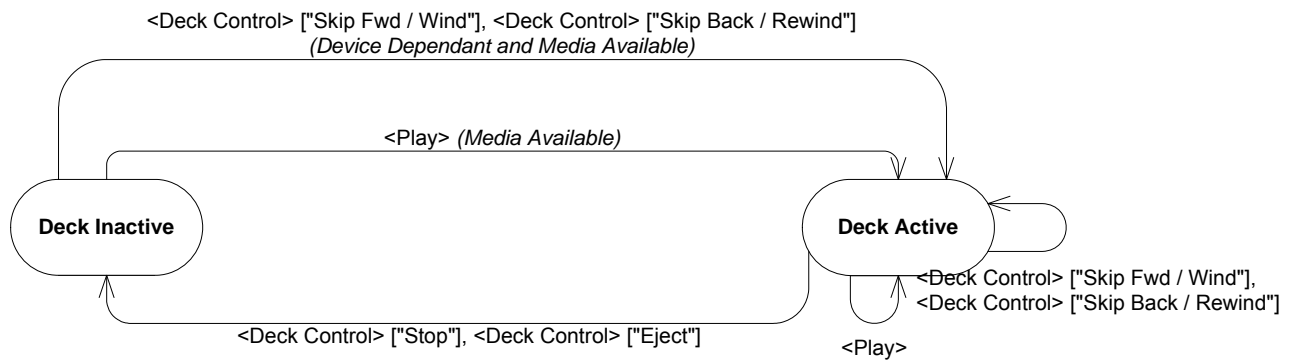 <Deck Control> ["Skip Fwd / Wind"], <Deck Control> ["Skip Back / Rewind"]
(Device Dependant and Media Available)
<Play> (Media Available)
Deck Inactive
Deck Active
<Deck Control> ["Skip Fwd / Wind"],
<Deck Control> ["Skip Back / Rewind"]
<Deck Control> ["Stop"], <Deck Control> ["Eject"]
<Play>